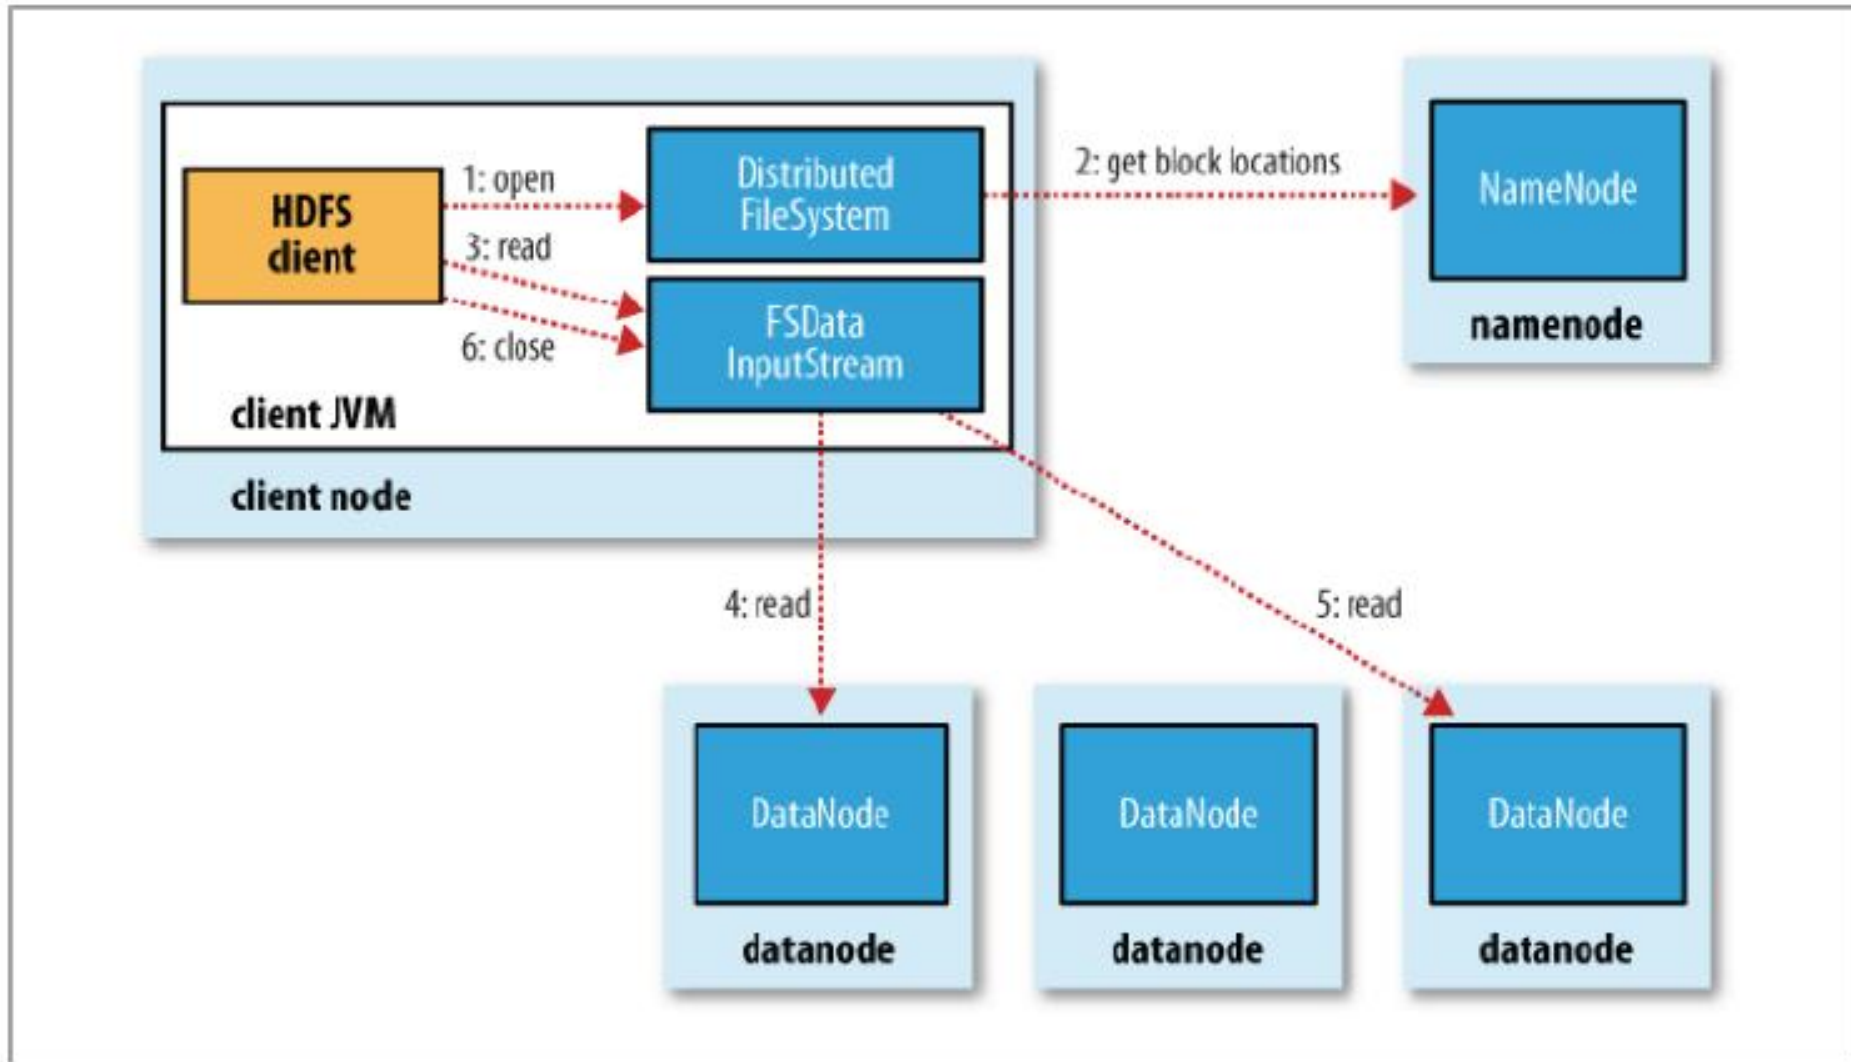 HDFS
client
1: open
3: read
6: close
Distributed
FileSystem
FSData
InputStream
client JVM
client node
2: get block locations
NameNode
namenode
4: read
5: read
DataNode
datanode
DataNode
datanode
DataNode
datanode